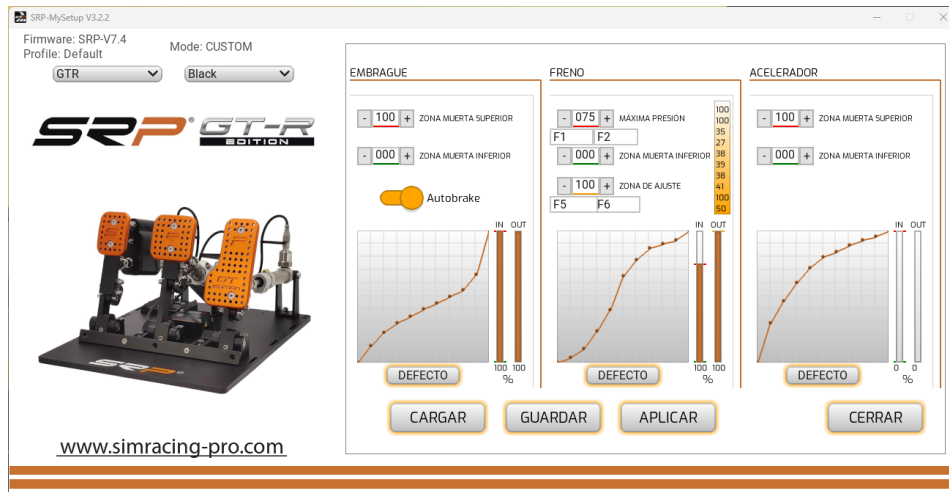 SRP-MySetup V3.2.2
Firmware: SRP-V7.4
Profile: Default
Mode: CUSTOM
GTR
Black
SRP® GT-R
EDITION
SRP®
www.simracing-pro.com
EMBRAGUE
- 100 + ZONA MUERTA SUPERIOR
- 000 + ZONA MUERTA INFERIOR
Autobrake
IN OUT
100 100
%
DEFECTO
FRENO
- 075 + MÁXIMA PRESIÓN
F1 F2
- 000 + ZONA MUERTA INFERIOR
- 100 + ZONA DE AJUSTE
F5 F6
100
100
35
27
38
39
38
41
100
50
IN OUT
100 100
%
DEFECTO
ACELERADOR
- 100 + ZONA MUERTA SUPERIOR
- 000 + ZONA MUERTA INFERIOR
IN OUT
0 0
%
DEFECTO
CARGAR
GUARDAR
APLICAR
CERRAR